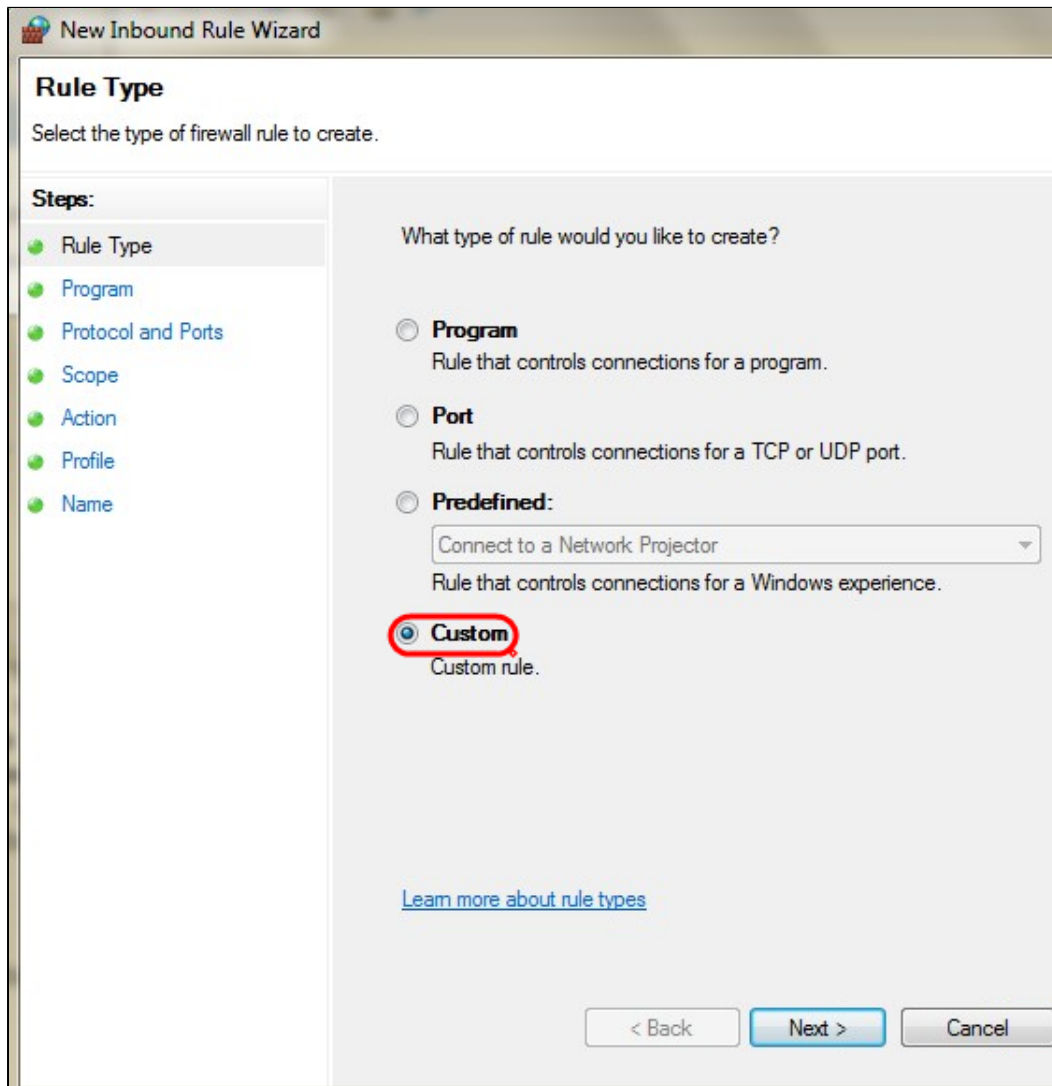 New Inbound Rule Wizard
Rule Type
Select the type of firewall rule to create.
Steps:
Rule Type
Program
Protocol and Ports
Scope
Action
Profile
Name
What type of rule would you like to create?
Program
Rule that controls connections for a program.
Port
Rule that controls connections for a TCP or UDP port.
Predefined:
Connect to a Network Projector
Rule that controls connections for a Windows experience.
Custom
Custom rule.
Learn more about rule types
< Back Next > Cancel